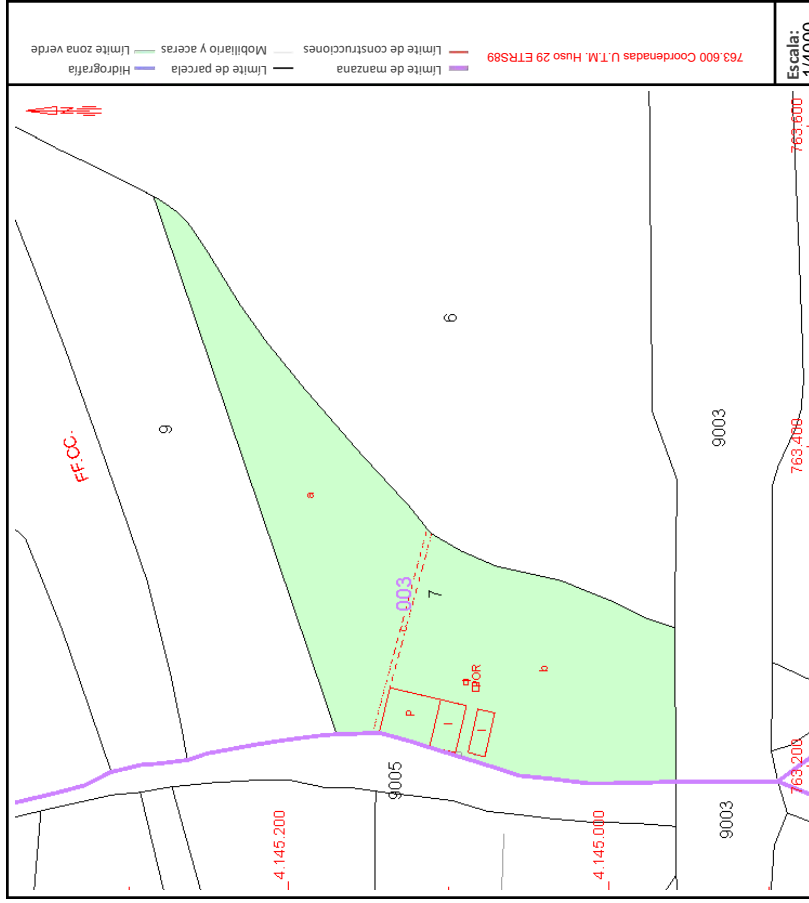 Límite de manzana
Límite de parcela
Hidrografía
763.600 Coordenadas U.T.M. Huso 29 ETRS89
Límite de construcciones
Mobiliario y aceras
Límite zona verde
Escala:
1/4000
763,600
763,400
763,200
4.145,200
4.145,000
FF.CC.
9
6
a
c
003
7
b
P
I
I
POR
9005
9003
9003